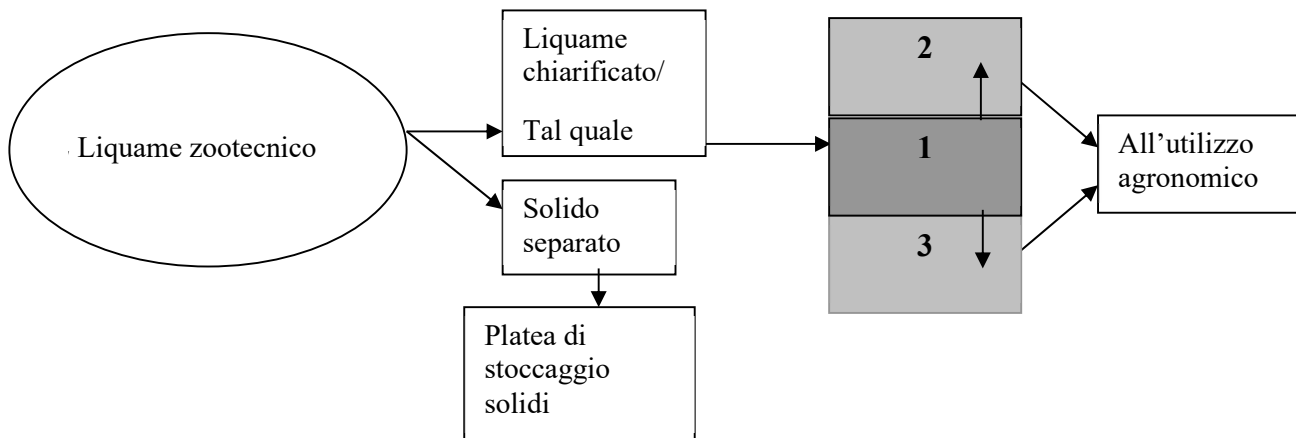 Liquame zootecnico
Liquame
chiarificato/
Tal quale
Solido
separato
Platea di
stoccaggio
solidi
2
1
3
All’utilizzo
agronomico